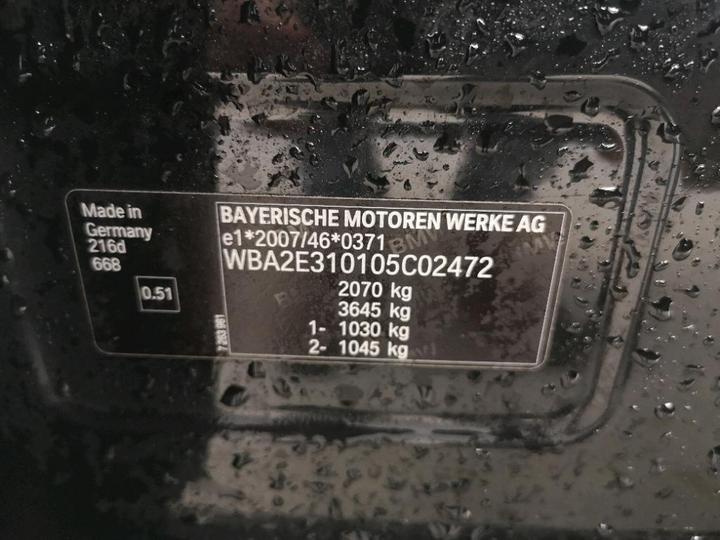 Made in
Germany
216d
668
0.51
BAYERISCHE MOTOREN WERKE AG
e1*2007/46*0371
WBA2E310105C02472
2070 kg
3645 kg
1- 1030 kg
2- 1045 kg